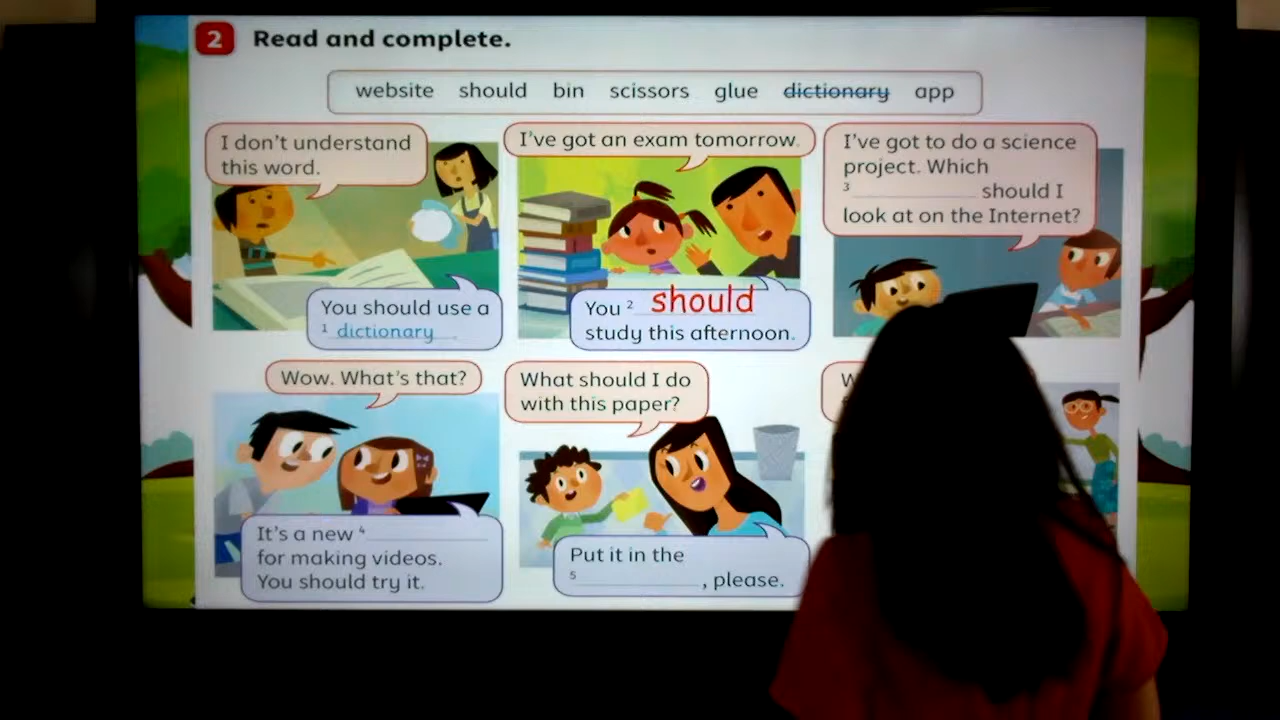 2 Read and complete.
website should bin scissors glue dictionary app
I don't understand
this word.
You should use a
1 dictionary .
I've got an exam tomorrow.
You 2 should
study this afternoon.
I've got to do a science
project. Which
3 should I
look at on the Internet?
Wow. What's that?
It's a new 4
for making videos.
You should try it.
What should I do
with this paper?
Put it in the
5 , please.